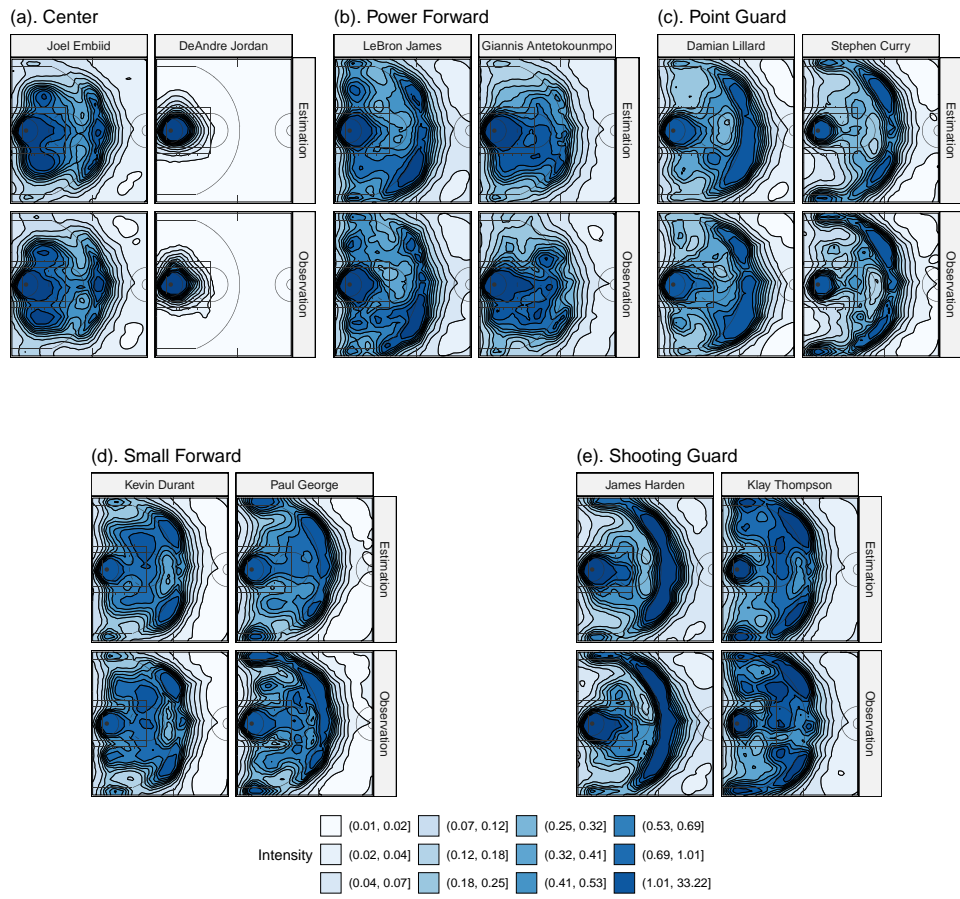 (a). Center
(b). Power Forward
(c). Point Guard
Joel Embiid
DeAndre Jordan
LeBron James
Giannis Antetokounmpo
Damian Lillard
Stephen Curry
Estimation
Estimation
Estimation
Observation
Observation
Observation
(d). Small Forward
(e). Shooting Guard
Kevin Durant
Paul George
James Harden
Klay Thompson
Estimation
Estimation
Observation
Observation
Intensity
(0.01, 0.02]
(0.07, 0.12]
(0.25, 0.32]
(0.53, 0.69]
(0.02, 0.04]
(0.12, 0.18]
(0.32, 0.41]
(0.69, 1.01]
(0.04, 0.07]
(0.18, 0.25]
(0.41, 0.53]
(1.01, 33.22]